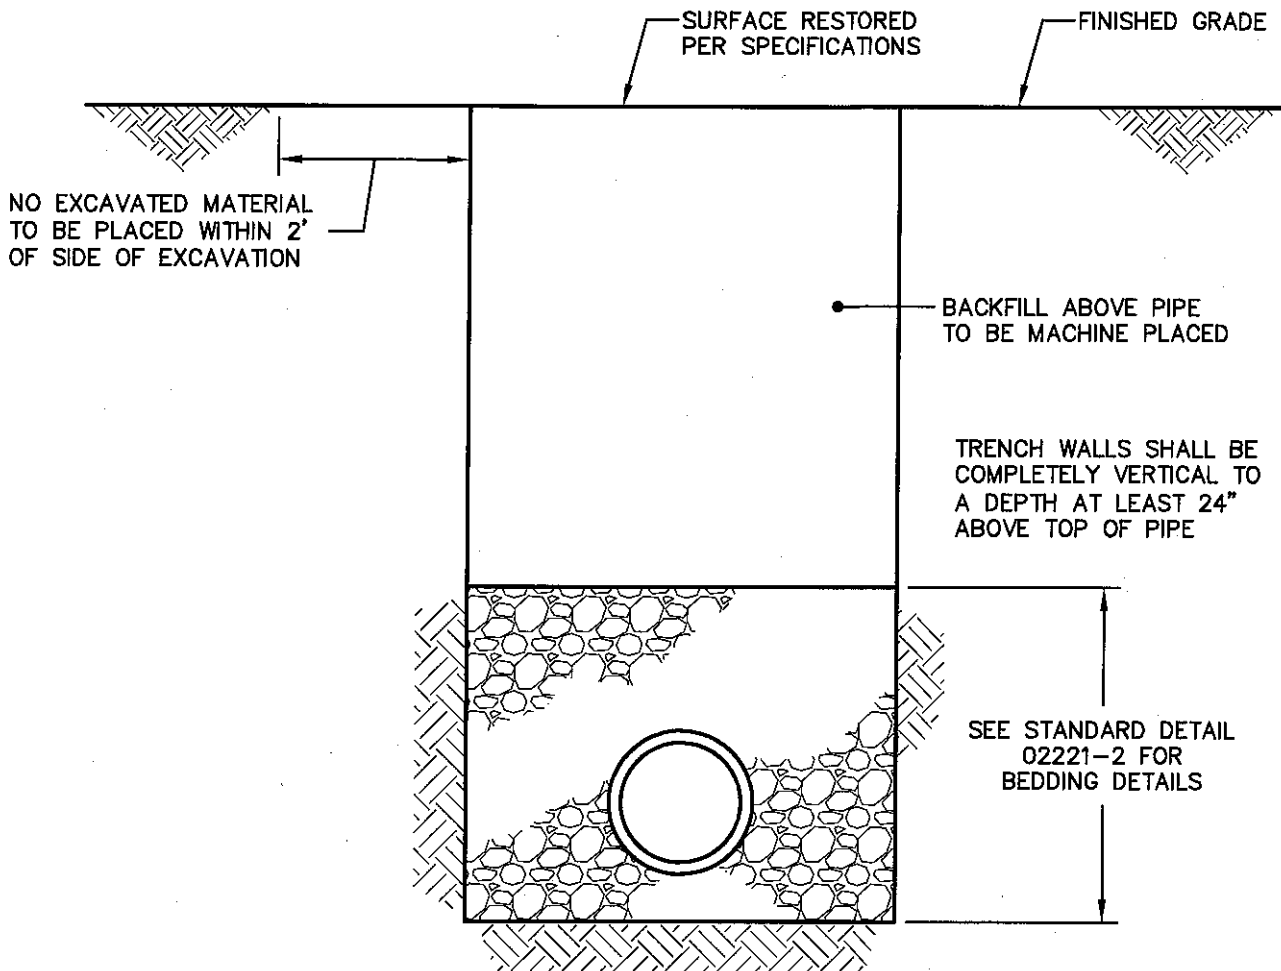 SURFACE RESTORED
PER SPECIFICATIONS
FINISHED GRADE
NO EXCAVATED MATERIAL
TO BE PLACED WITHIN 2'
OF SIDE OF EXCAVATION
BACKFILL ABOVE PIPE
TO BE MACHINE PLACED
TRENCH WALLS SHALL BE
COMPLETELY VERTICAL TO
A DEPTH AT LEAST 24"
ABOVE TOP OF PIPE
SEE STANDARD DETAIL
02221-2 FOR
BEDDING DETAILS